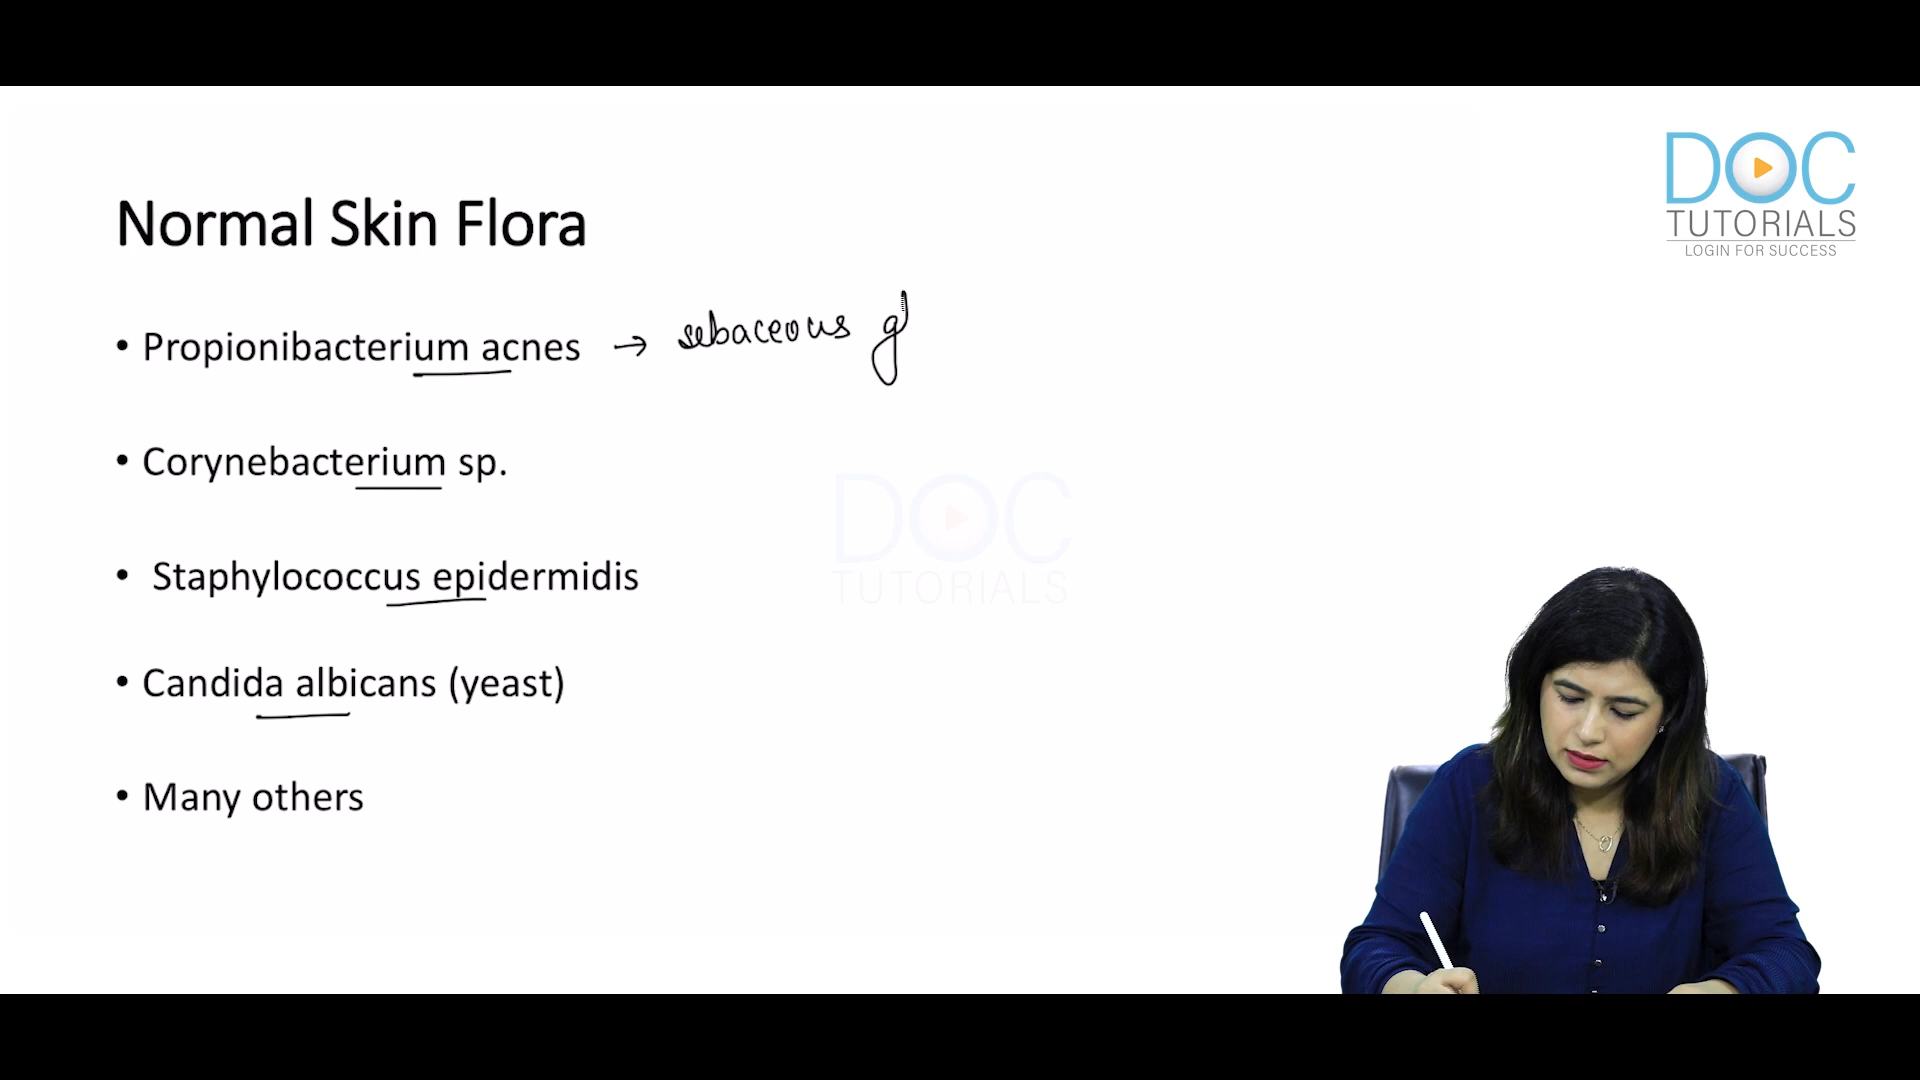 DOC
TUTORIALS
LOGIN FOR SUCCESS
Normal Skin Flora
• Propionibacterium acnes → sebaceous gl
• Corynebacterium sp.
• Staphylococcus epidermidis
• Candida albicans (yeast)
• Many others
DOC
TUTORIALS